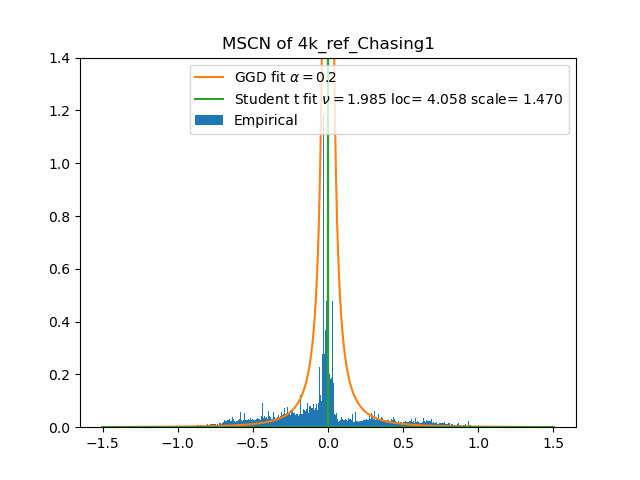 MSCN of 4k_ref_Chasing1
GGD fit α = 0.2
Student t fit ν = 1.985 loc= 4.058 scale= 1.470
Empirical
1.4
1.2
1.0
0.8
0.6
0.4
0.2
0.0
−1.5 −1.0 −0.5 0.0 0.5 1.0 1.5